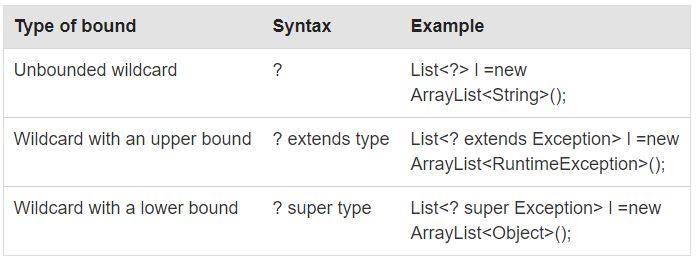 Type of bound Syntax Example
Unbounded wildcard ? List<?> l =new
ArrayList<String>();
Wildcard with an upper bound ? extends type List<? extends Exception> l =new
ArrayList<RuntimeException>();
Wildcard with a lower bound ? super type List<? super Exception> l =new
ArrayList<Object>();